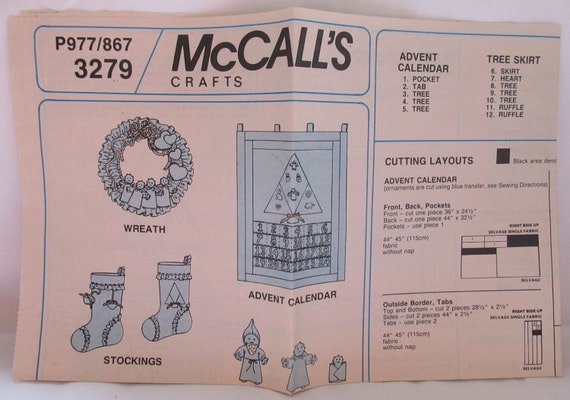 P977/867
3279
McCALL'S
CRAFTS
WREATH
ADVENT CALENDAR
STOCKINGS
ADVENT
CALENDAR
1. POCKET
2. TAB
3. TREE
4. TREE
5. TREE
TREE SKIRT
6. SKIRT
7. HEART
8. TREE
9. TREE
10. TREE
11. RUFFLE
12. RUFFLE
CUTTING LAYOUTS
Black area deno
ADVENT CALENDAR
(ornaments are cut using blue transfer, see Sewing Directions)
Front, Back, Pockets
Front – cut one piece 36" x 24½"
Back – cut one piece 44" x 32½"
Pockets – use piece 1
44" 45" (115cm)
fabric
without nap
RIGHT SIDE UP
SELVAGE SINGLE FABRIC
Outside Border, Tabs
Top and Bottom – cut 2 pieces 28½" x 2½"
Sides – cut 2 pieces 44" x 2½"
Tabs – use piece 2
44" 45" (115cm)
fabric
without nap
RIGHT SIDE UP
SELVAGE SINGLE
SELVAGE